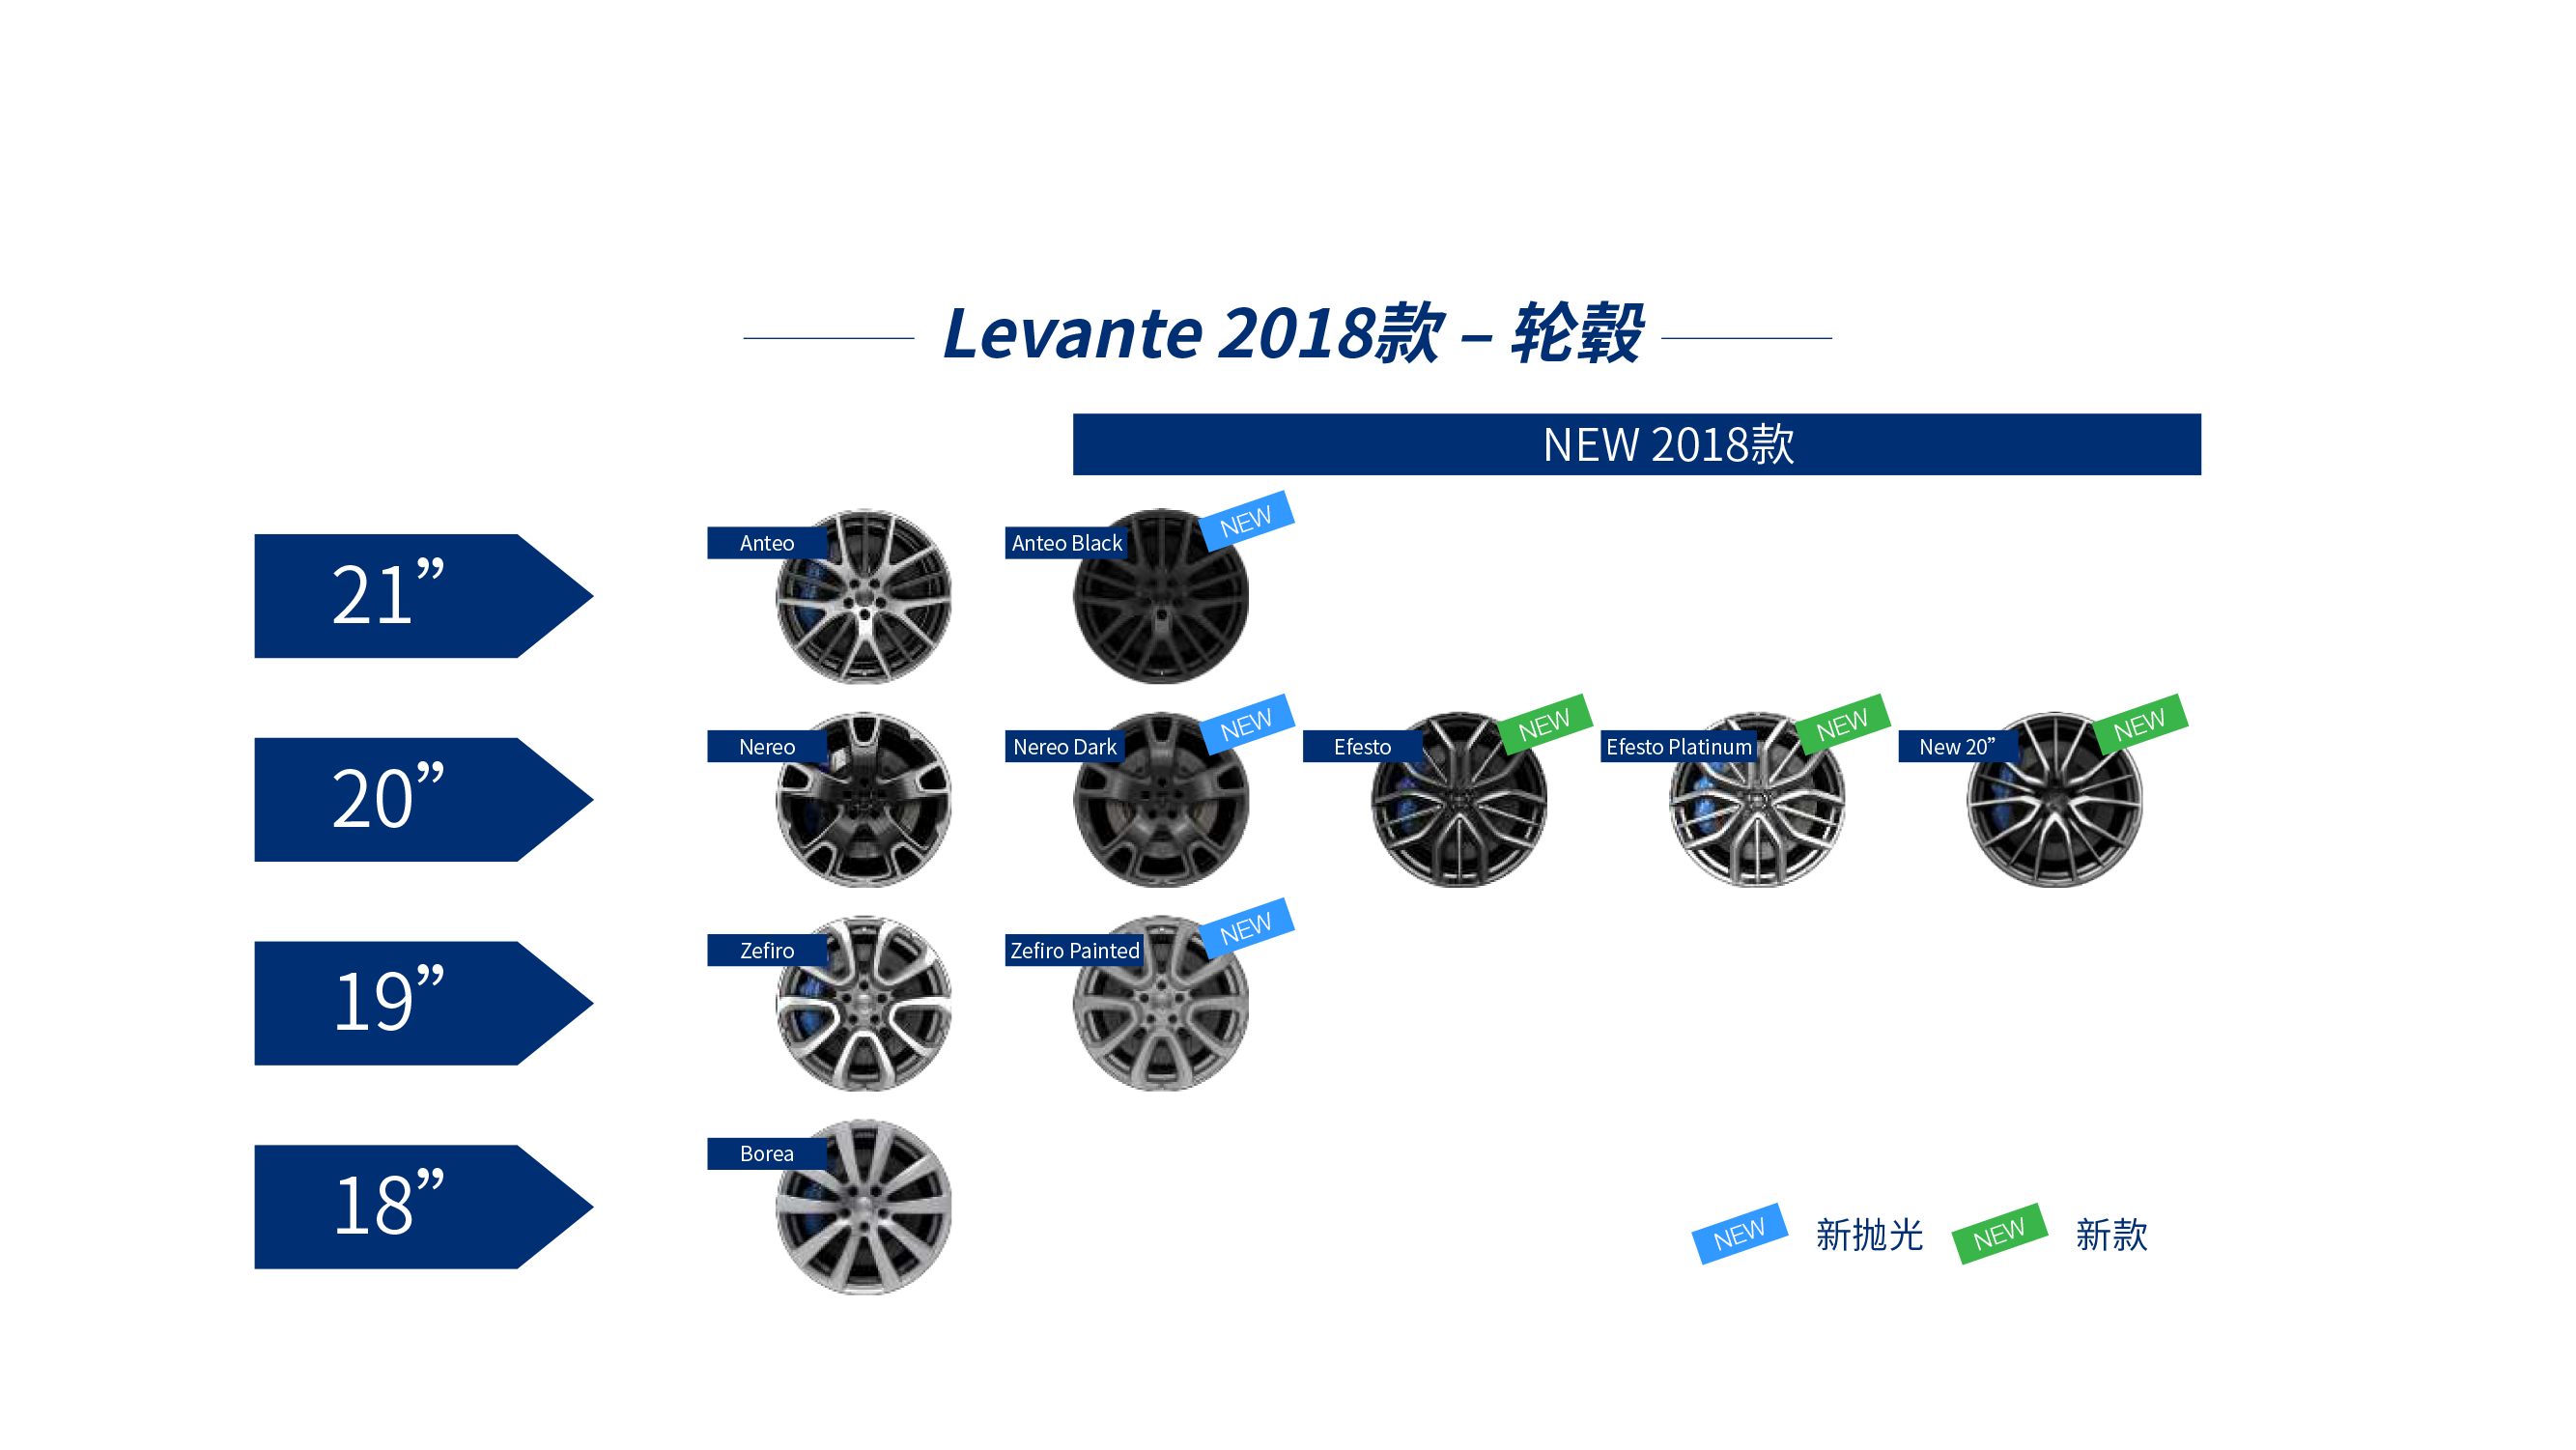 Levante 2018款 – 轮毂
NEW 2018款
21”
Anteo
Anteo Black
NEW
20”
Nereo
Nereo Dark
NEW
Efesto
NEW
Efesto Platinum
NEW
New 20”
NEW
19”
Zefiro
Zefiro Painted
NEW
18”
Borea
NEW
新抛光
NEW
新款